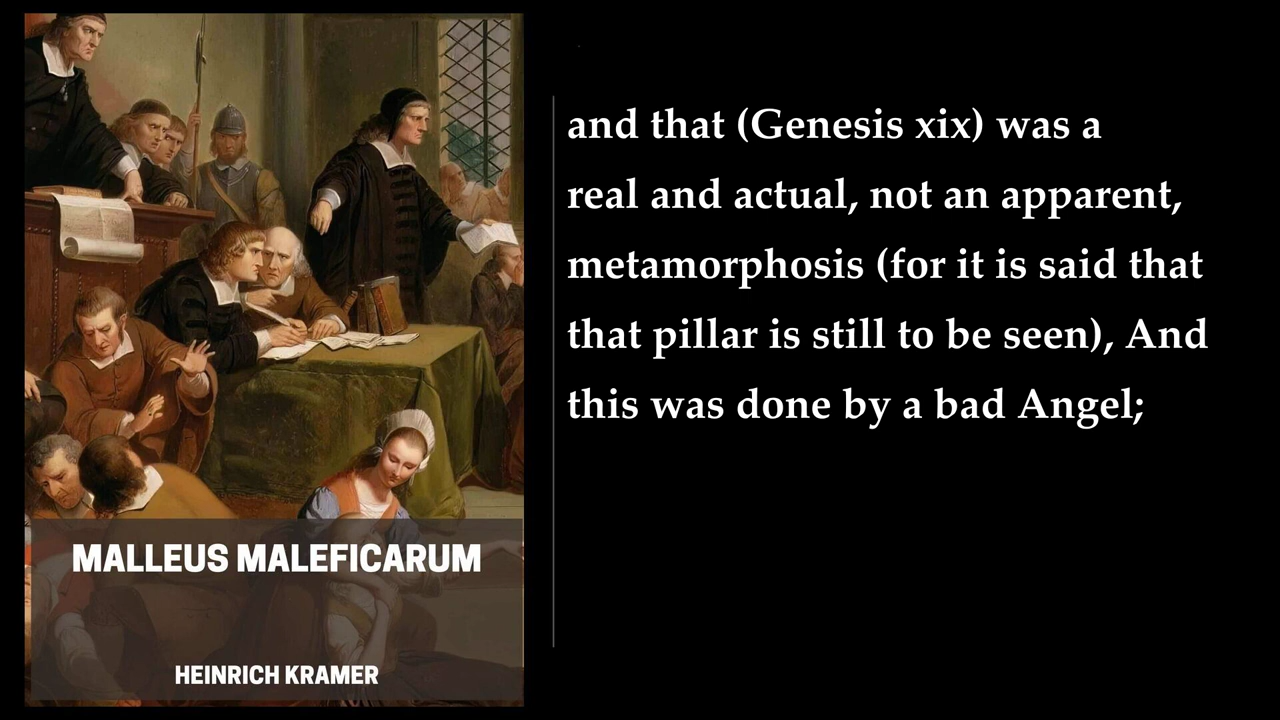 MALLEUS MALEFICARUM
HEINRICH KRAMER
and that (Genesis xix) was a
real and actual, not an apparent,
metamorphosis (for it is said that
that pillar is still to be seen), And
this was done by a bad Angel;